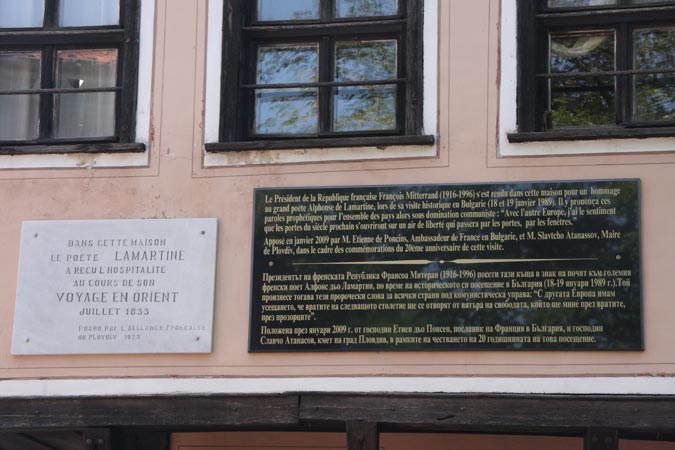 DANS CETTE MAISON
LE POÈTE LAMARTINE
A REÇU L'HOSPITALITÉ
AU COURS DE SON
VOYAGE EN ORIENT
JUILLET 1833
Posée par l'Alliance Française
de Plovdiv 1933
Le Président de la République française François Mitterrand (1916-1996) s'est rendu dans cette maison pour un hommage
au grand poète Alphonse de Lamartine, lors de sa visite historique en Bulgarie (18 et 19 janvier 1989). Il y prononça ces
paroles prophétiques pour l'ensemble des pays alors sous domination communiste : "Avec l'autre Europe, j'ai le sentiment
que les portes du siècle prochain s'ouvriront sur un air de liberté qui passera par les portes, par les fenêtres."
Apposé en janvier 2009 par M. Etienne de Poncins, Ambassadeur de France en Bulgarie, et M. Slavtcho Atanassov, Maire
de Plovdiv, dans le cadre des commémorations du 20ème anniversaire de cette visite.
Президентът на френската Република Франсоа Митеран (1916-1996) посети тази къща в знак на почит към големия
френски поет Алфонс дьо Ламартин, по време на историческото си посещение в България (18-19 януари 1989 г.).Той
произнесе тогава тези пророчески слова за всички страни под комунистическа управа: "С другата Европа имам
усещането, че вратите на следващото столетие ще се отворят от вятъра на свободата, който ще мине през вратите,
през прозорците".
Положена през януари 2009 г. от господин Етиен дьо Понсен, посланик на Франция в България, и господин
Славчо Атанасов, кмет на град Пловдив, в рамките на честването на 20 годишнината на това посещение.